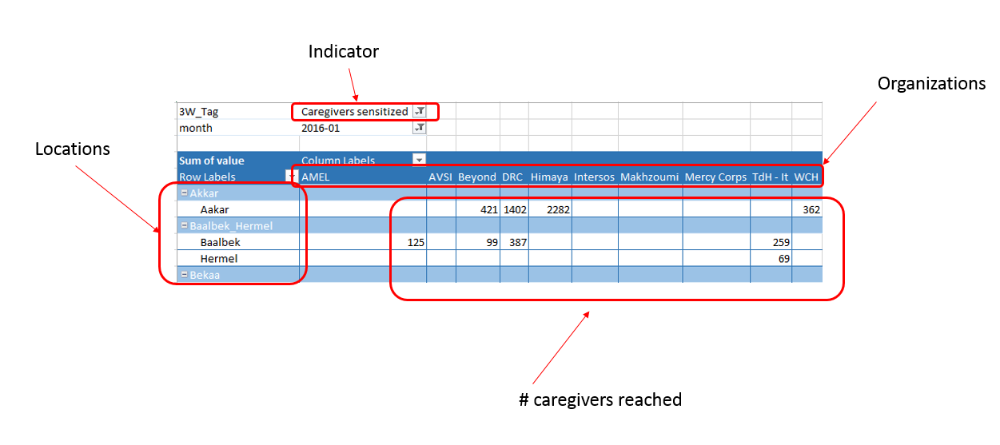 Indicator
Organizations
Locations
3W_Tag Caregivers sensitized
month 2016-01
Sum of value Column Labels
Row Labels AMEL AVSI Beyond DRC Himaya Intersos Makhzoumi Mercy Corps TdH - It WCH
Akkar
Aakar 421 1402 2282 362
Baalbek_Hermel
Baalbek 125 99 387 259
Hermel 69
Bekaa
# caregivers reached